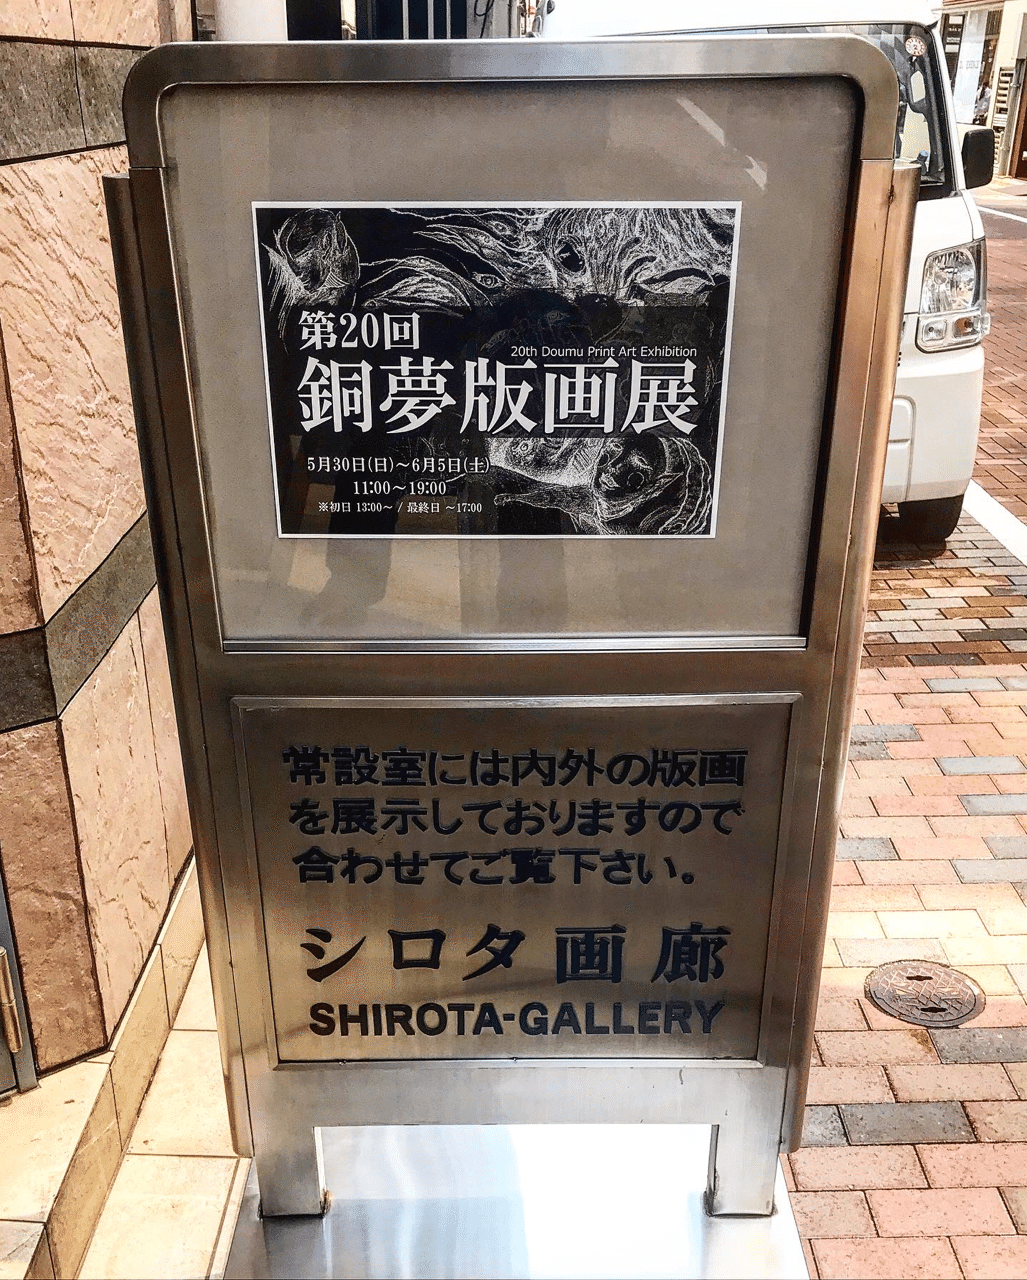 第20回
20th Doumu Print Art Exhibition
銅夢版画展
5月30日(日)～6月5日(土)
11:00～19:00
※初日 13:00～ / 最終日 ～17:00
常設室には内外の版画
を展示しておりますので
合わせてご覧下さい。
シロタ画廊
SHIROTA-GALLERY